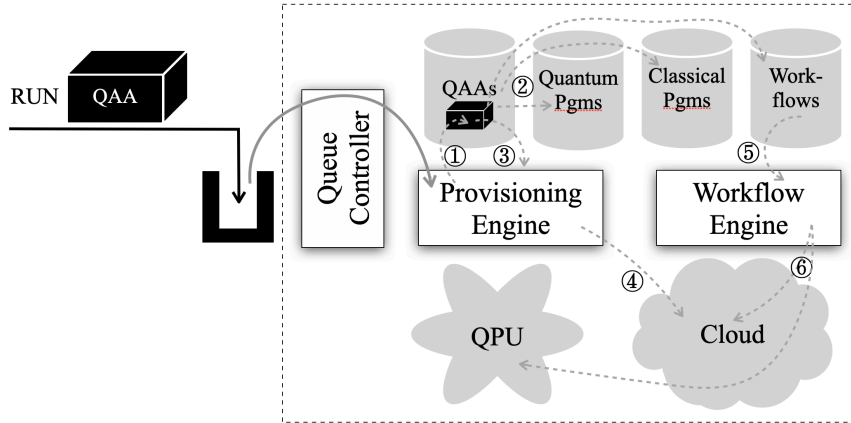 RUN
QAA
Queue
Controller
QAAs
②
Quantum
Pgms
Classical
Pgms
Work-
flows
①
③
⑤
Provisioning
Engine
Workflow
Engine
④
⑥
QPU
Cloud